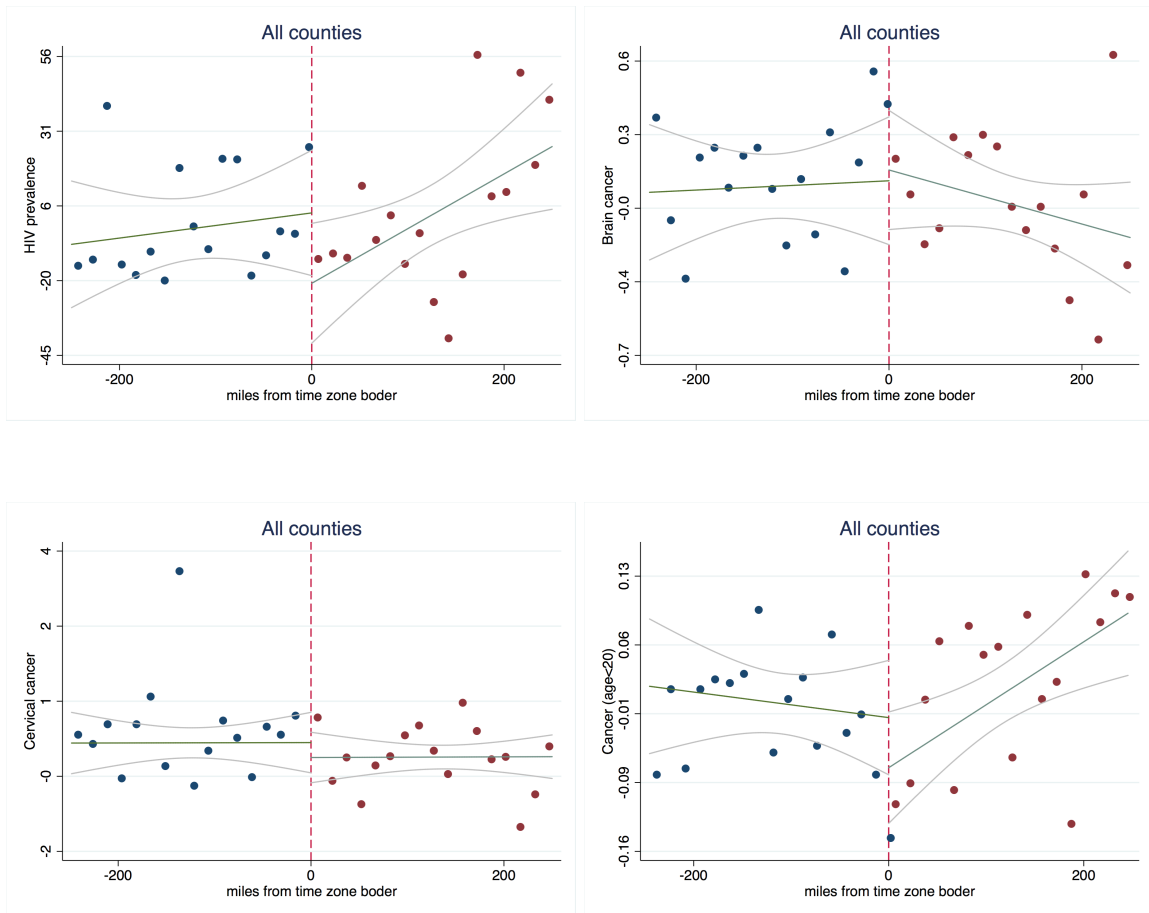 All counties
HIV prevalence
56
31
6
-20
-45
-200
0
200
miles from time zone boder
All counties
Brain cancer
0.6
0.3
-0.0
-0.4
-0.7
-200
0
200
miles from time zone boder
All counties
Cervical cancer
4
2
1
-0
-2
-200
0
200
miles from time zone boder
All counties
Cancer (age<20)
0.13
0.06
-0.01
-0.09
-0.16
-200
0
200
miles from time zone boder